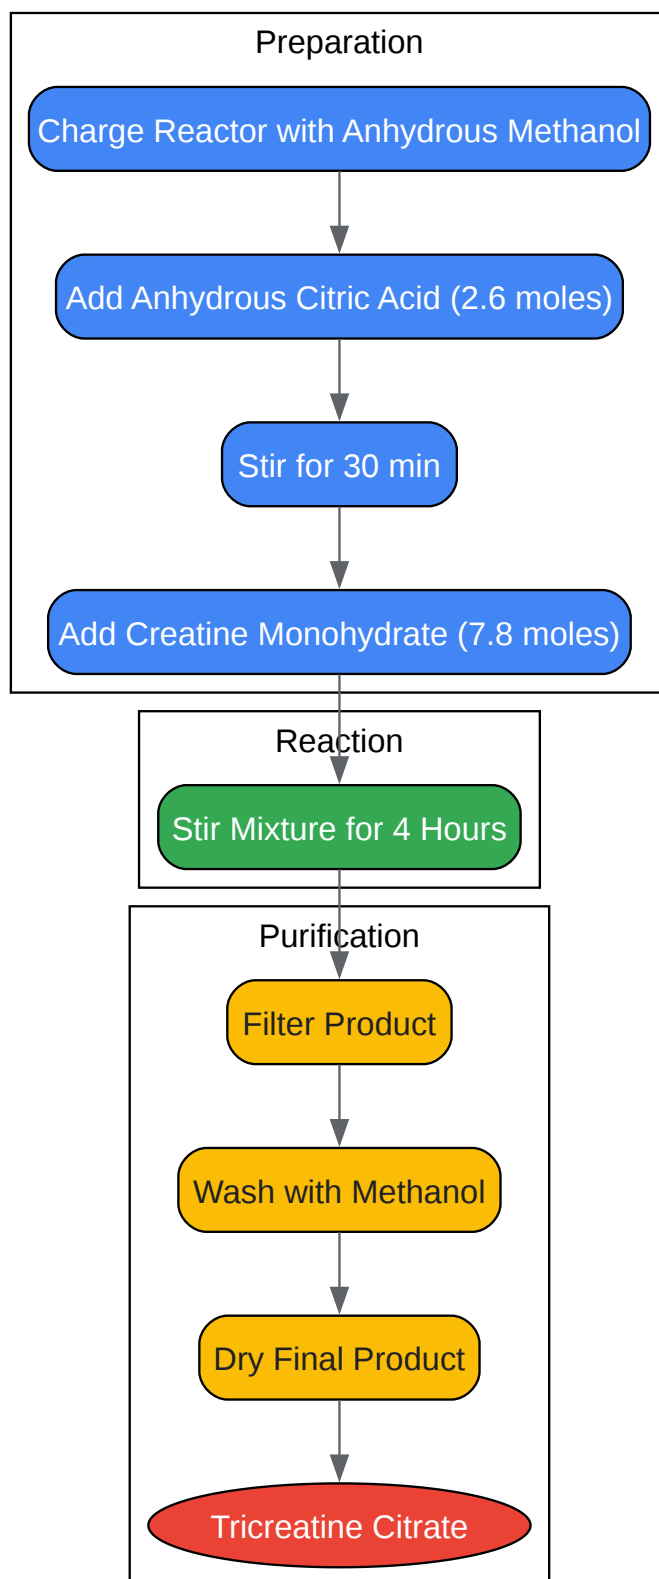 Preparation
Charge Reactor with Anhydrous Methanol
Add Anhydrous Citric Acid (2.6 moles)
Stir for 30 min
Add Creatine Monohydrate (7.8 moles)
Reaction
Stir Mixture for 4 Hours
Purification
Filter Product
Wash with Methanol
Dry Final Product
Tricreatine Citrate